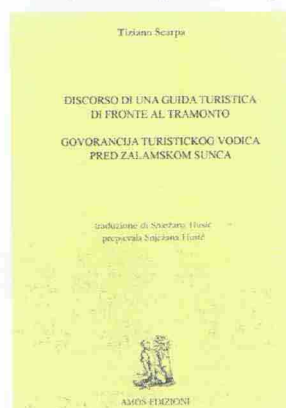 Tiziano Scarpa
DISCORSO DI UNA GUIDA TURISTICA
DI FRONTE AL TRAMONTO
GOVORANCIJA TURISTICKOG VODICA
PRED ZALAMSKOM SUNCA
traduzione di Snježana Husić
prepjevala Snježana Husić
AMOS EDIZIONI